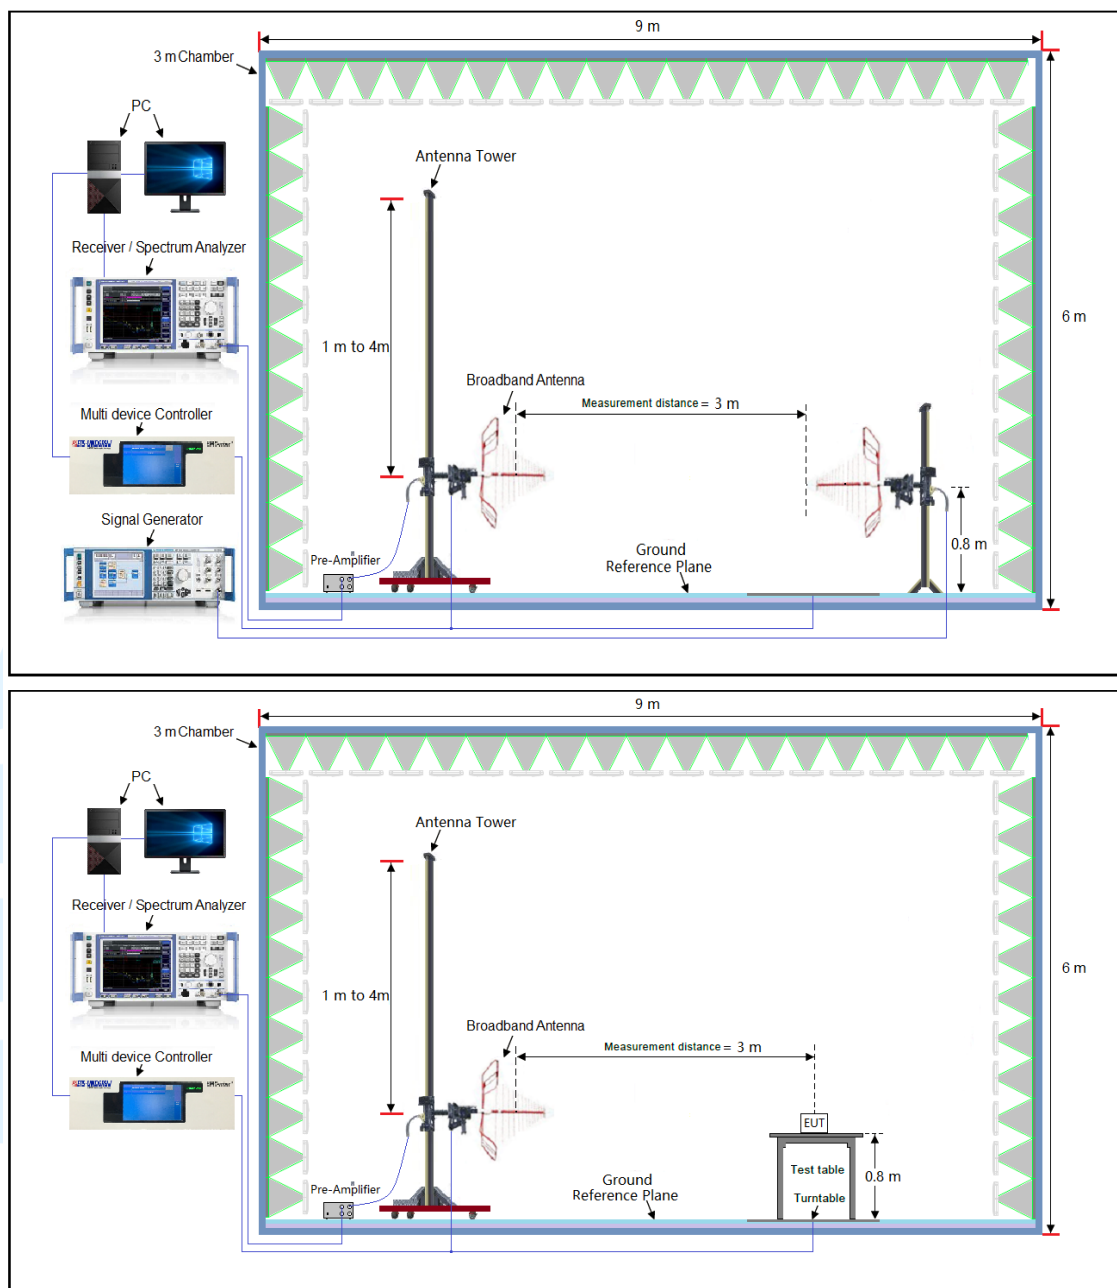 9 m
3 m Chamber
PC
Antenna Tower
Receiver / Spectrum Analyzer
6 m
1 m to 4m
Broadband Antenna
Measurement distance = 3 m
Multi device Controller
Signal Generator
Pre-Amplifier
Ground
Reference Plane
0.8 m
9 m
3 m Chamber
PC
Antenna Tower
Receiver / Spectrum Analyzer
6 m
1 m to 4m
Broadband Antenna
Measurement distance = 3 m
Multi device Controller
EUT
Test table
0.8 m
Ground
Reference Plane
Pre-Amplifier
Turntable